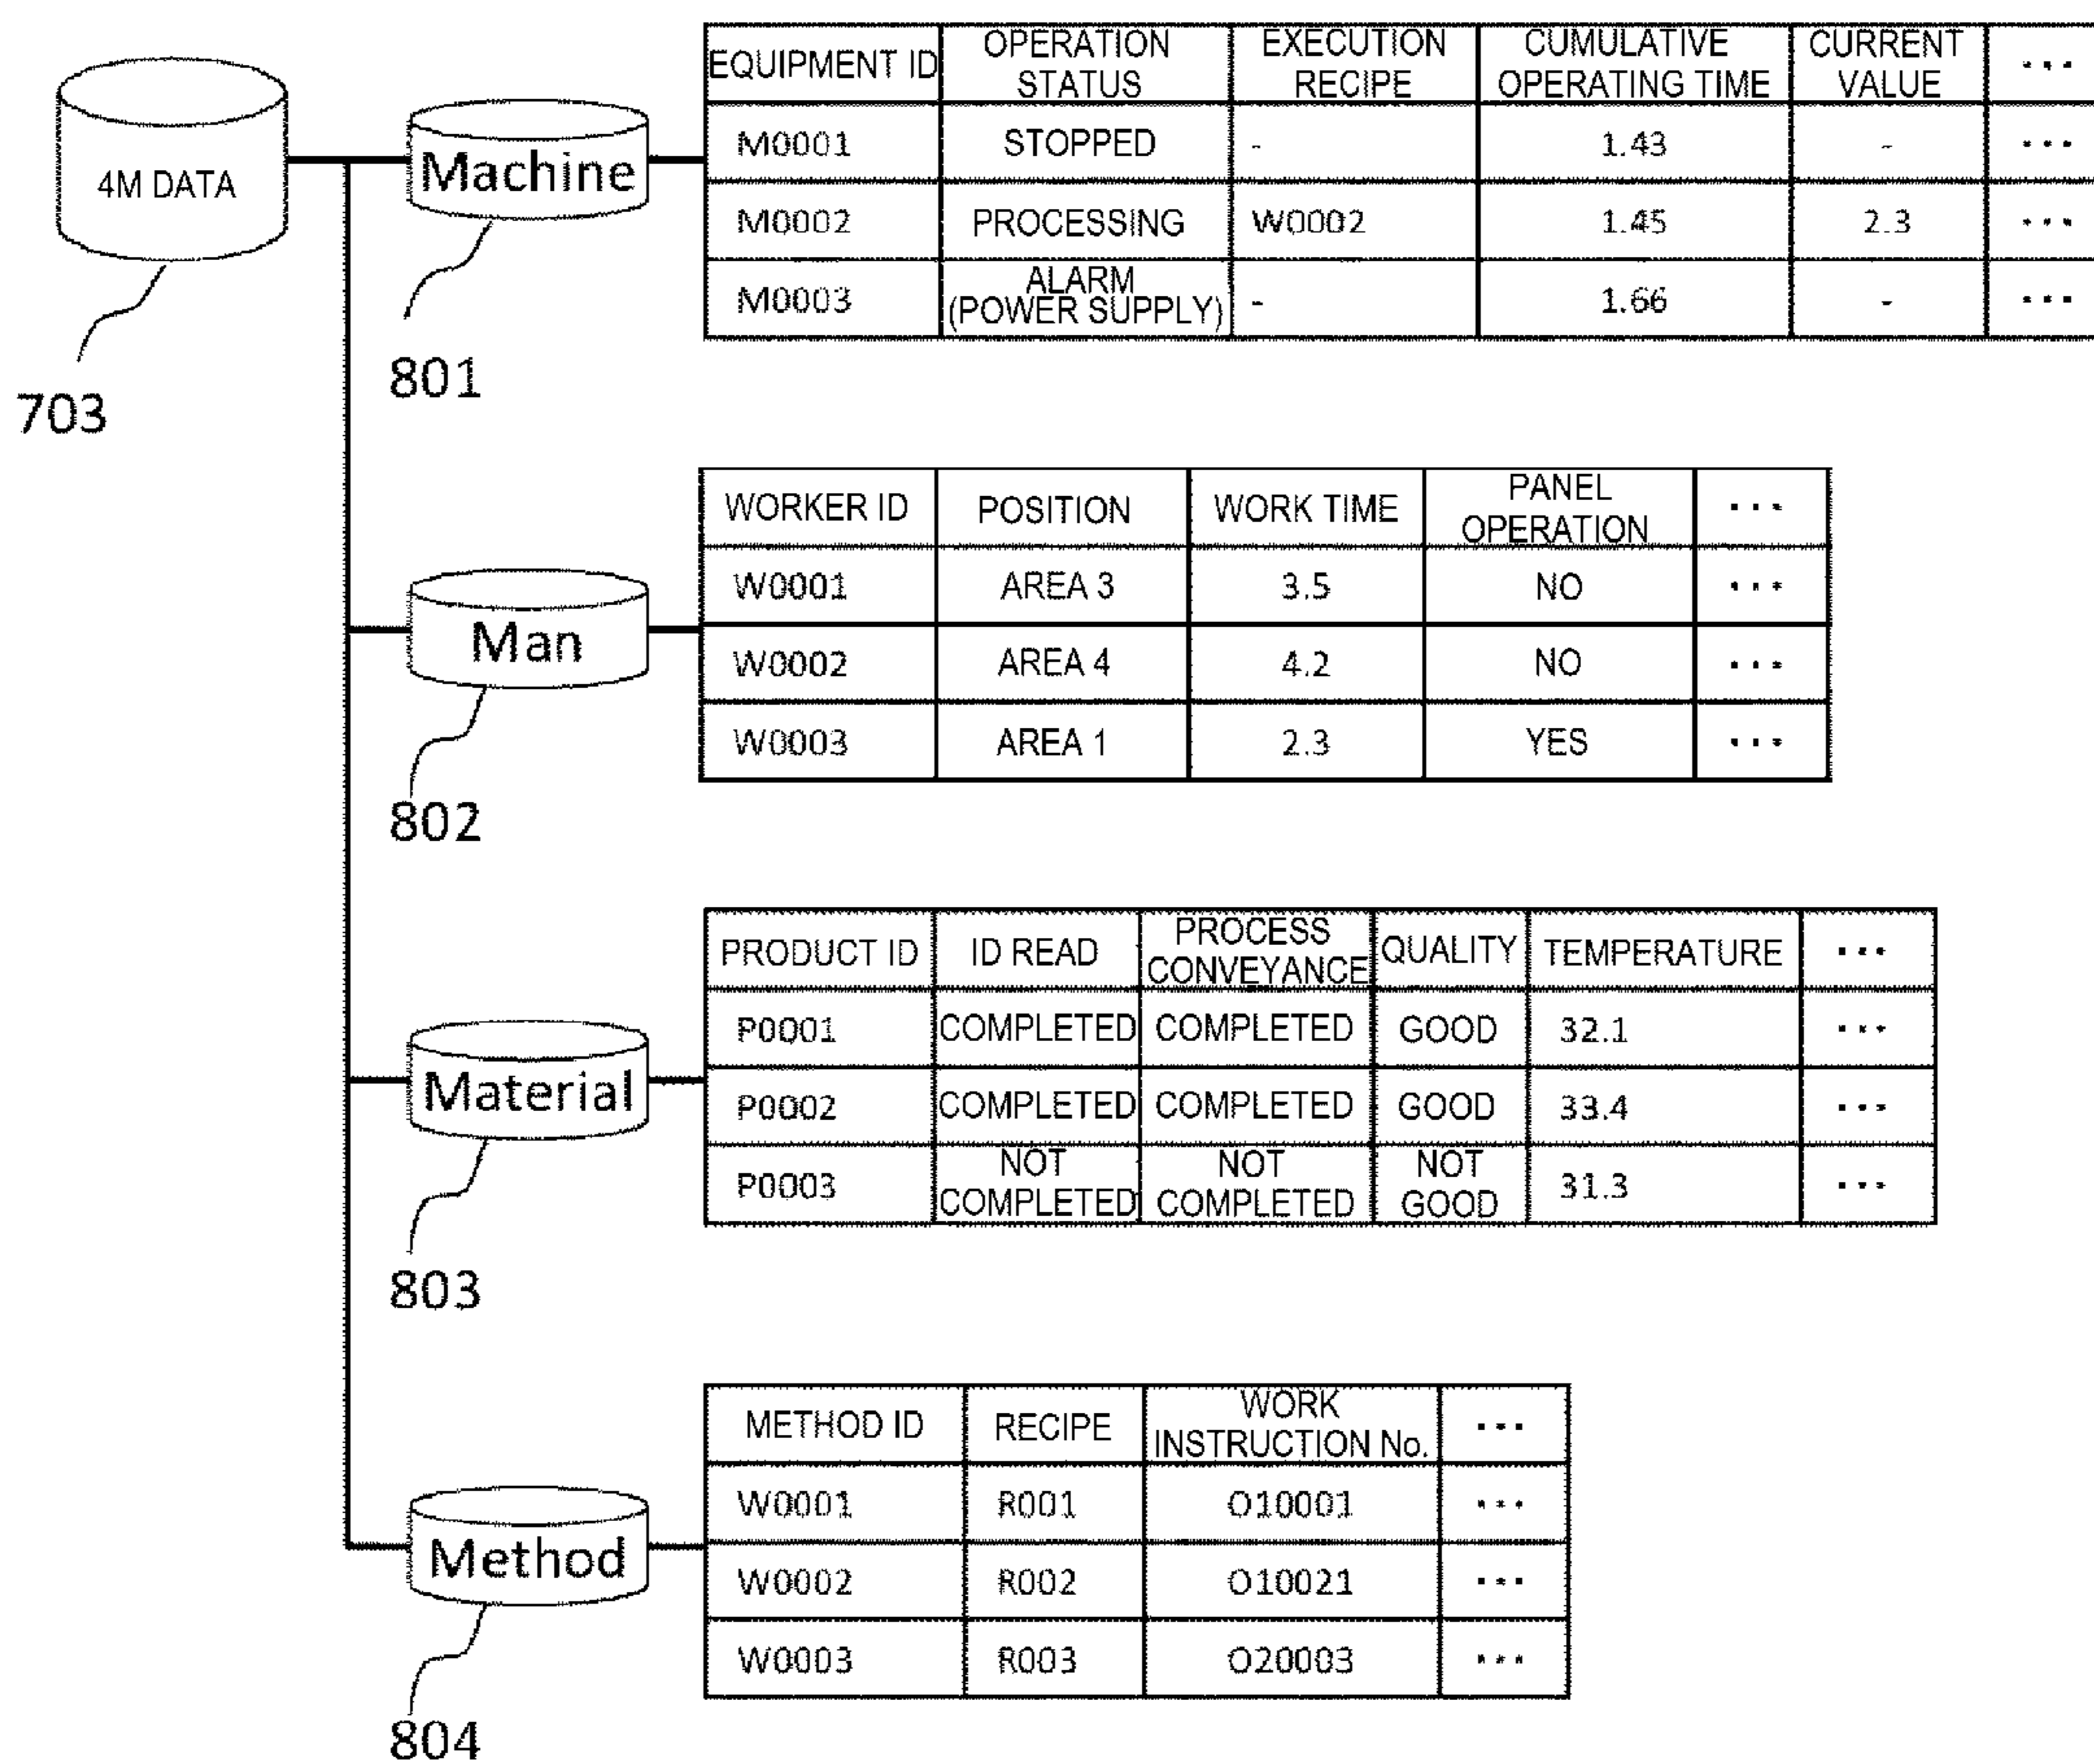 4M DATA
703
Machine
801
EQUIPMENT ID OPERATION STATUS EXECUTION RECIPE CUMULATIVE OPERATING TIME CURRENT VALUE ...
M0001 STOPPED - 1.43 - ...
M0002 PROCESSING W0002 1.45 2.3 ...
M0003 ALARM (POWER SUPPLY) - 1.66 - ...
Man
802
WORKER ID POSITION WORK TIME PANEL OPERATION ...
W0001 AREA 3 3.5 NO ...
W0002 AREA 4 4.2 NO ...
W0003 AREA 1 2.3 YES ...
Material
803
PRODUCT ID ID READ PROCESS CONVEYANCE QUALITY TEMPERATURE ...
P0001 COMPLETED COMPLETED GOOD 32.1 ...
P0002 COMPLETED COMPLETED GOOD 33.4 ...
P0003 NOT COMPLETED NOT COMPLETED NOT GOOD 31.3 ...
Method
804
METHOD ID RECIPE WORK INSTRUCTION No. ...
W0001 R001 O10001 ...
W0002 R002 O10021 ...
W0003 R003 O20003 ...